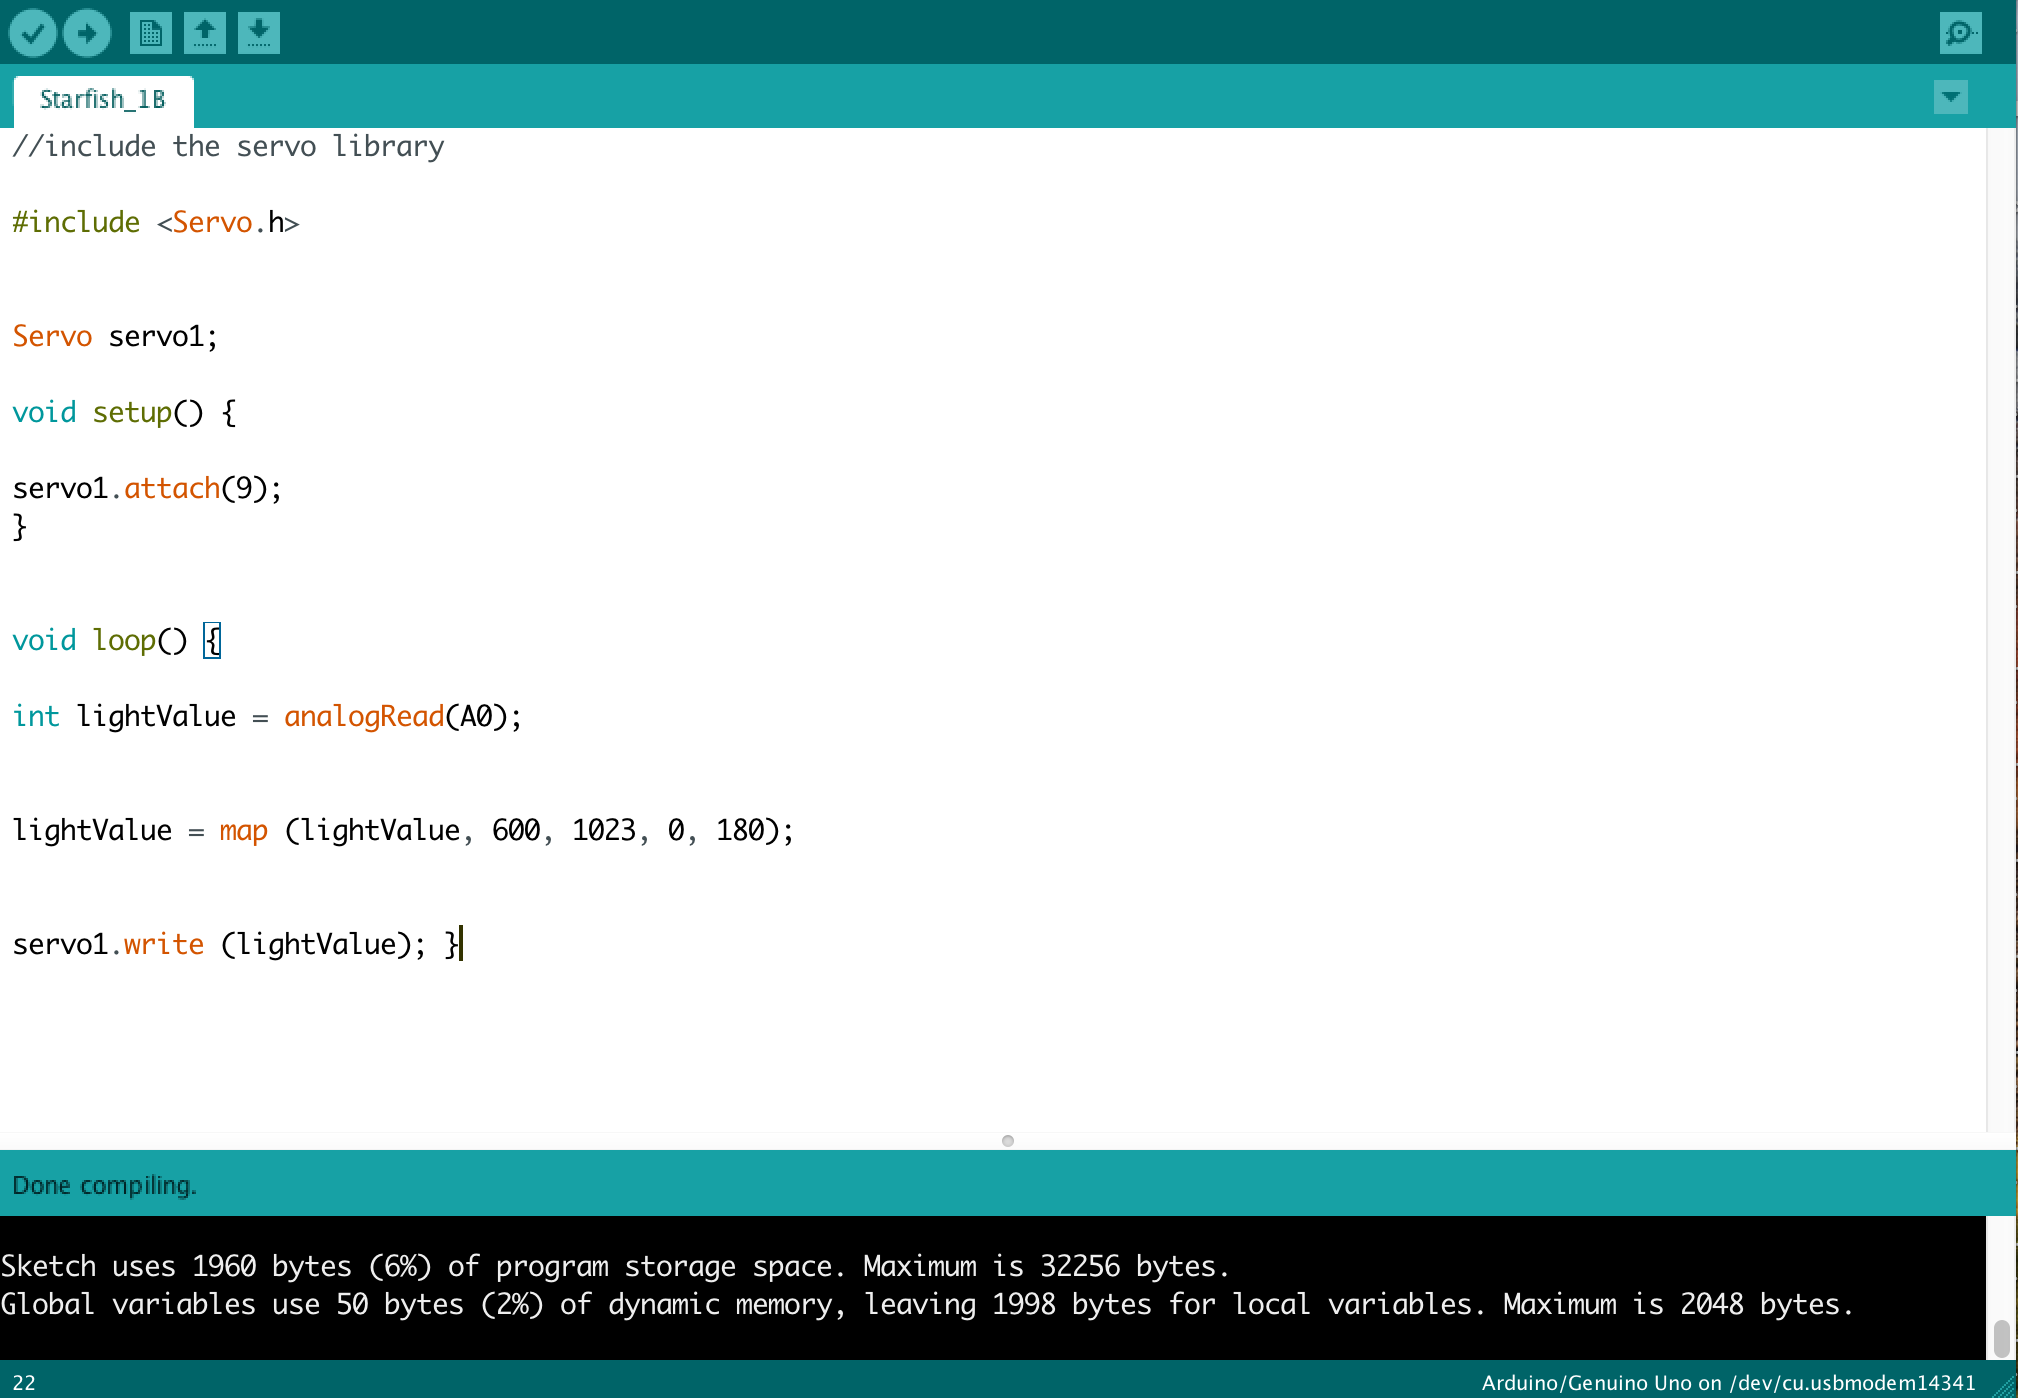 Starfish_1B
//include the servo library
#include <Servo.h>
Servo servo1;
void setup() {
servo1.attach(9);
}
void loop() {
int lightValue = analogRead(A0);
lightValue = map (lightValue, 600, 1023, 0, 180);
servo1.write (lightValue); }
Done compiling.
Sketch uses 1960 bytes (6%) of program storage space. Maximum is 32256 bytes.
Global variables use 50 bytes (2%) of dynamic memory, leaving 1998 bytes for local variables. Maximum is 2048 bytes.
22
Arduino/Genuino Uno on /dev/cu.usbmodem14341